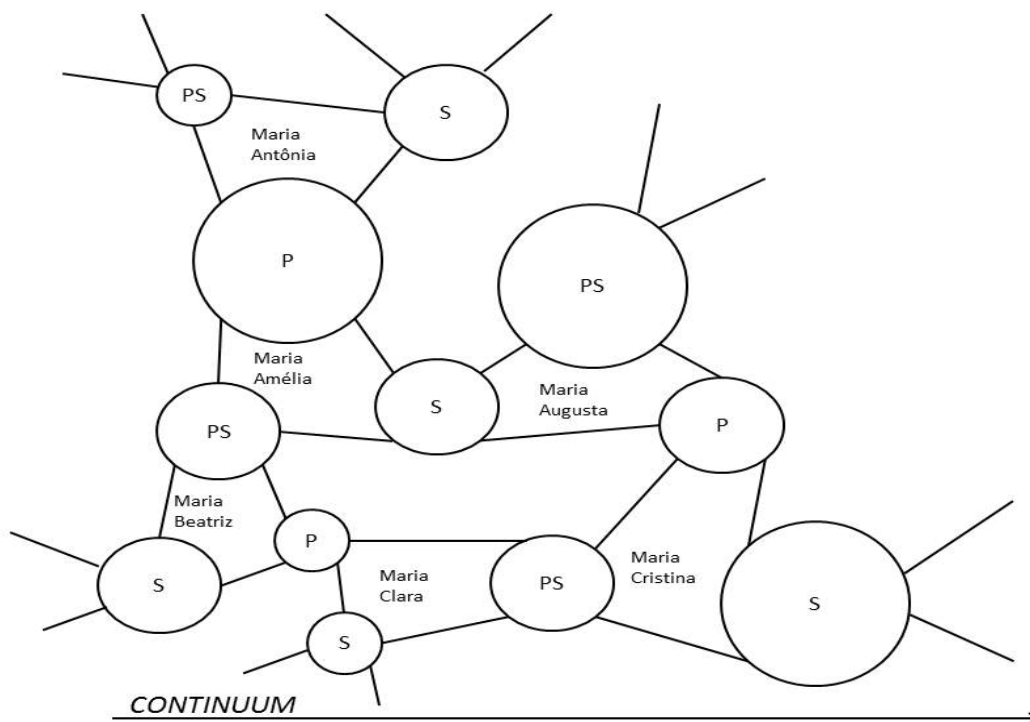 PS
S
Maria
Antônia
P
PS
Maria
Amélia
S
Maria
Augusta
P
PS
Maria
Beatriz
P
S
Maria
Clara
PS
Maria
Cristina
S
S
CONTINUUM